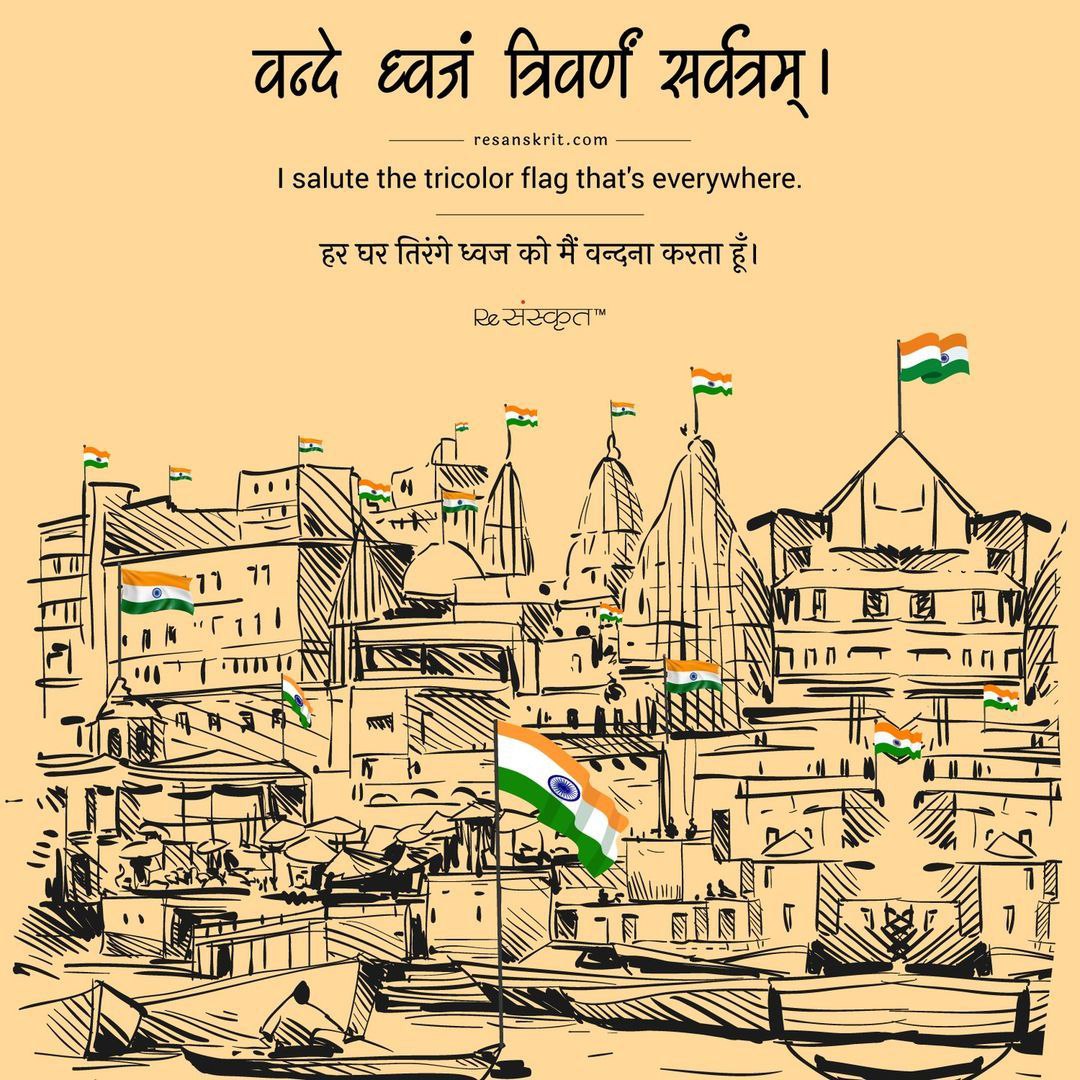 वन्दे ध्वजं त्रिवर्णं सर्वत्रम्।
resanskrit.com
I salute the tricolor flag that's everywhere.
हर घर तिरंगे ध्वज को मैं वन्दना करता हूँ।
Re संस्कृत™